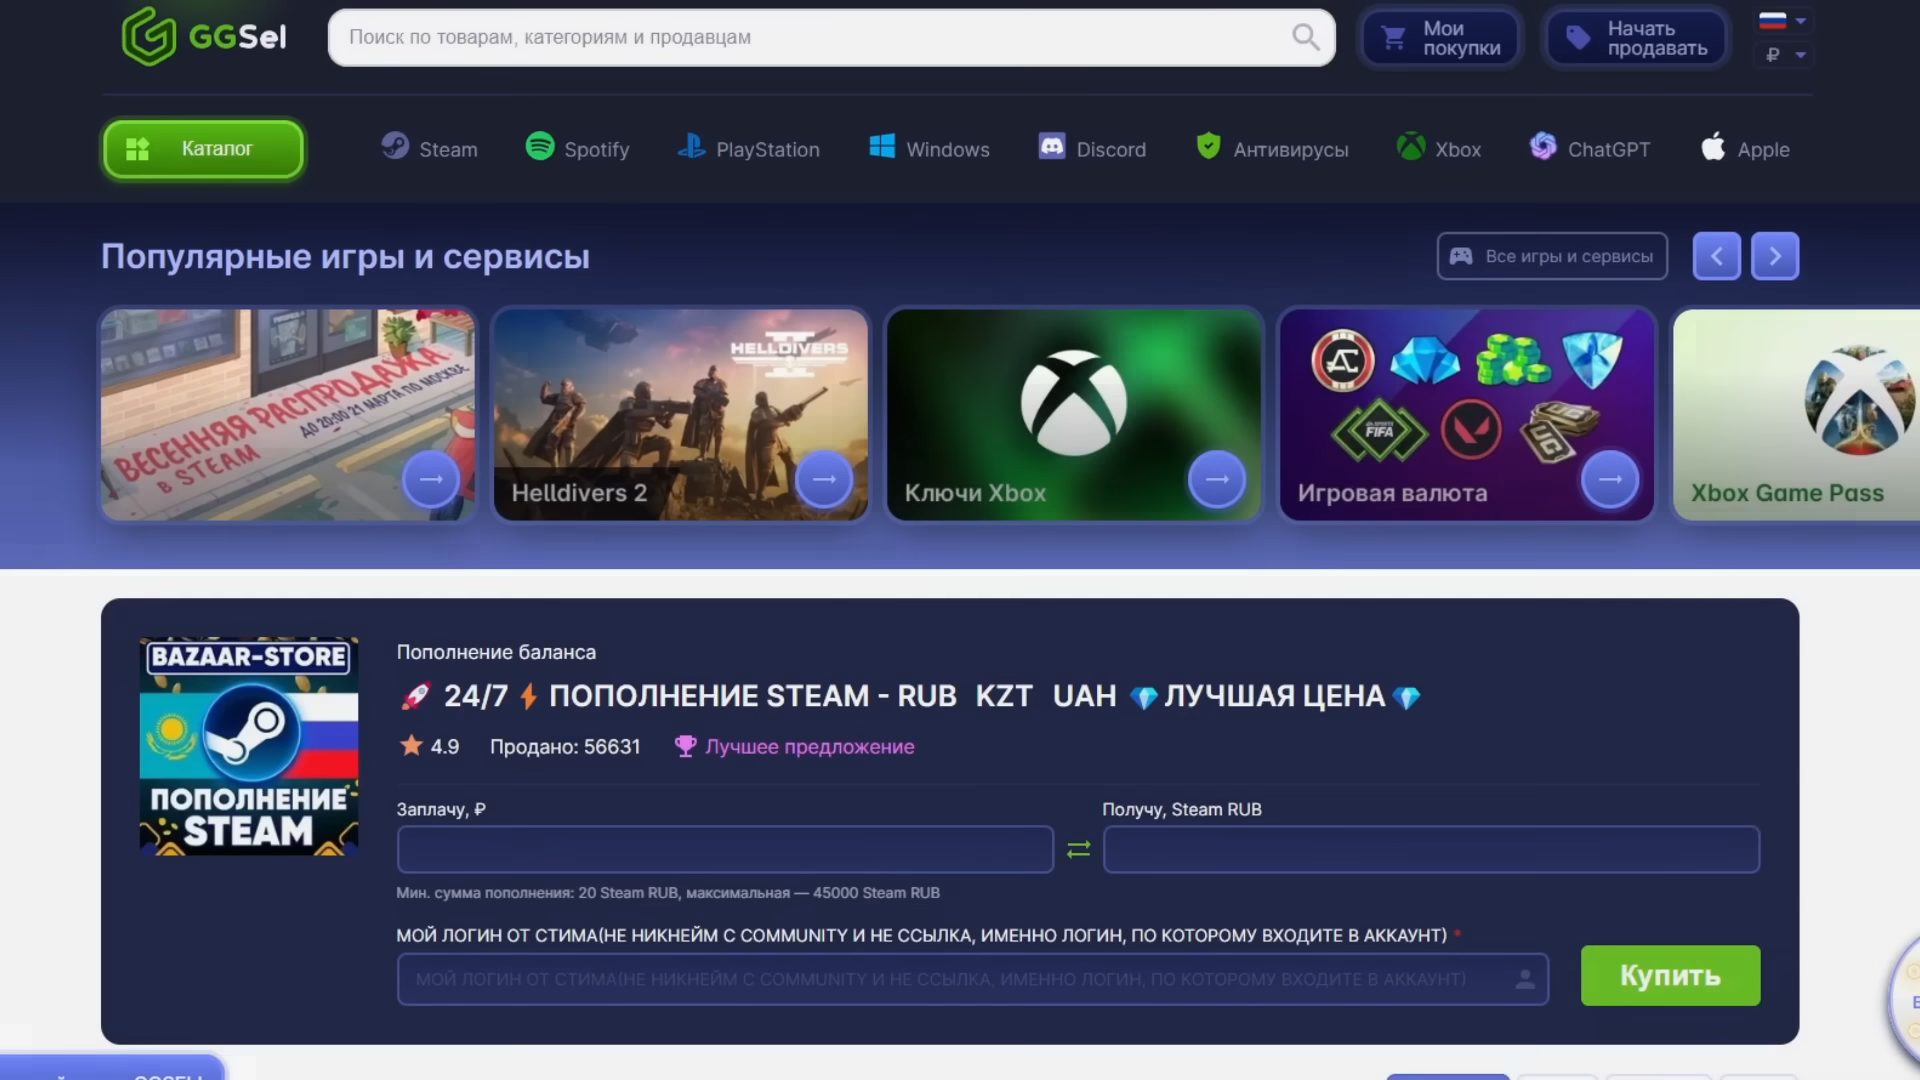 GGSel
Поиск по товарам, категориям и продавцам
Мои
покупки
Начать
продавать
₽
Каталог
Steam
Spotify
PlayStation
Windows
Discord
Антивирусы
Xbox
ChatGPT
Apple
Популярные игры и сервисы
Все игры и сервисы
ВЕСЕННЯЯ РАСПРОДАЖА
В STEAM
ДО 20:00 21 МАРТА ПО МОСКВЕ
HELLDIVERS
II
Helldivers 2
Ключи Xbox
FIFA
UG
Игровая валюта
Xbox Game Pass
BAZAAR-STORE
ПОПОЛНЕНИЕ
STEAM
Пополнение баланса
🚀 24/7⚡ПОПОЛНЕНИЕ STEAM - RUB KZT UAH 💎ЛУЧШАЯ ЦЕНА💎
4.9
Продано: 56631
Лучшее предложение
Заплачу, ₽
Получу, Steam RUB
Мин. сумма пополнения: 20 Steam RUB, максимальная — 45000 Steam RUB
МОЙ ЛОГИН ОТ СТИМА(НЕ НИКНЕЙМ С COMMUNITY И НЕ ССЫЛКА, ИМЕННО ЛОГИН, ПО КОТОРОМУ ВХОДИТЕ В АККАУНТ) *
МОЙ ЛОГИН ОТ СТИМА(НЕ НИКНЕЙМ С COMMUNITY И НЕ ССЫЛКА, ИМЕННО ЛОГИН, ПО КОТОРОМУ ВХОДИТЕ В АККАУНТ)
Купить